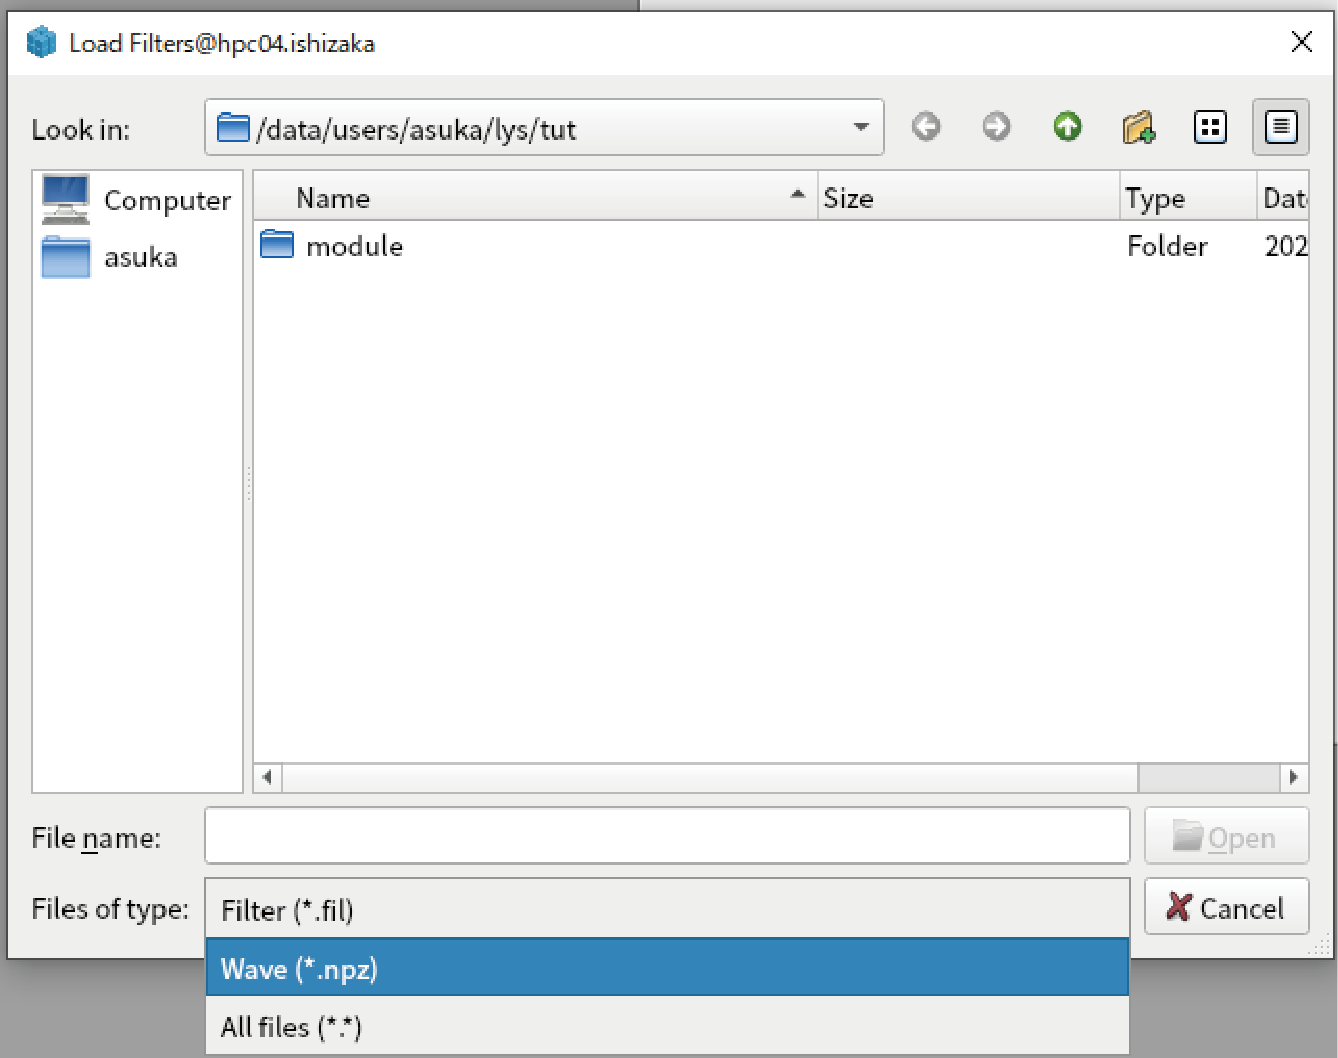 Load Filters@hpc04.ishizaka
Look in: /data/users/asuka/lys/tut
Computer
asuka
Name Size Type Dat
module Folder 202
File name: Open
Files of type: Cancel
Filter (*.fil)
Wave (*.npz)
All files (*.*)